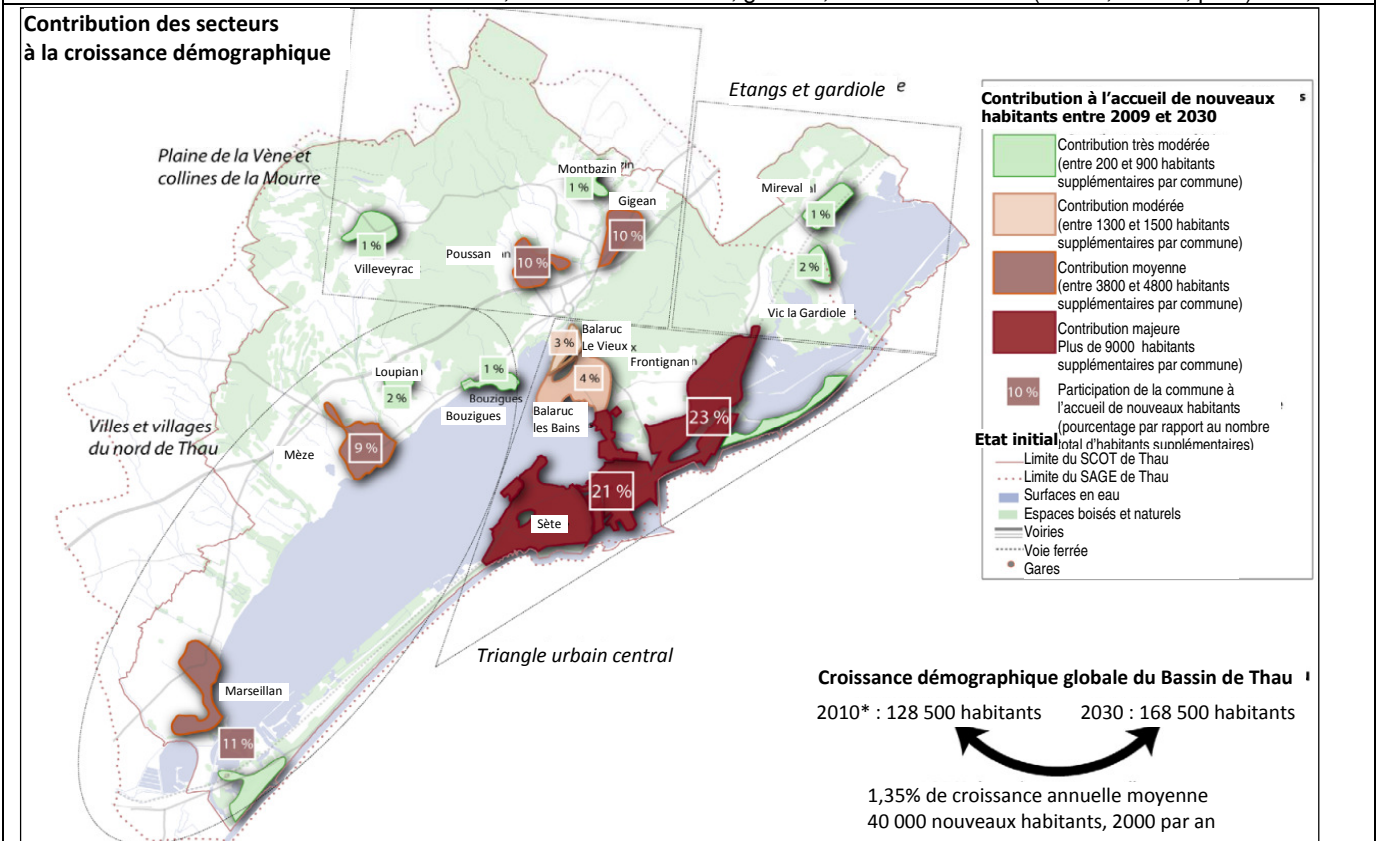 Contribution des secteurs
à la croissance démographique
Etangs et gardiole
Plaine de la Vène et
collines de la Mourre
Montbazin
1 %
Gigean
10 %
Mireval
1 %
1 %
Villeveyrac
Poussan
10 %
2 %
Vic la Gardiole
Balaruc
Le Vieux
3 %
Frontignan
Loupian
2 %
1 %
Bouzigues
Bouzigues
4 %
Balaruc
les Bains
23 %
Villes et villages
du nord de Thau
Mèze
9 %
21 %
Sète
Triangle urbain central
Marseillan
11 %
Contribution à l'accueil de nouveaux
habitants entre 2009 et 2030
Contribution très modérée
(entre 200 et 900 habitants
supplémentaires par commune)
Contribution modérée
(entre 1300 et 1500 habitants
supplémentaires par commune)
Contribution moyenne
(entre 3800 et 4800 habitants
supplémentaires par commune)
Contribution majeure
Plus de 9000 habitants
supplémentaires par commune)
10 %
Participation de la commune à
l'accueil de nouveaux habitants
(pourcentage par rapport au nombre
total d'habitants supplémentaires)
Etat initial
Limite du SCOT de Thau
Limite du SAGE de Thau
Surfaces en eau
Espaces boisés et naturels
Voiries
Voie ferrée
Gares
Croissance démographique globale du Bassin de Thau
2010* : 128 500 habitants 2030 : 168 500 habitants
1,35% de croissance annuelle moyenne
40 000 nouveaux habitants, 2000 par an